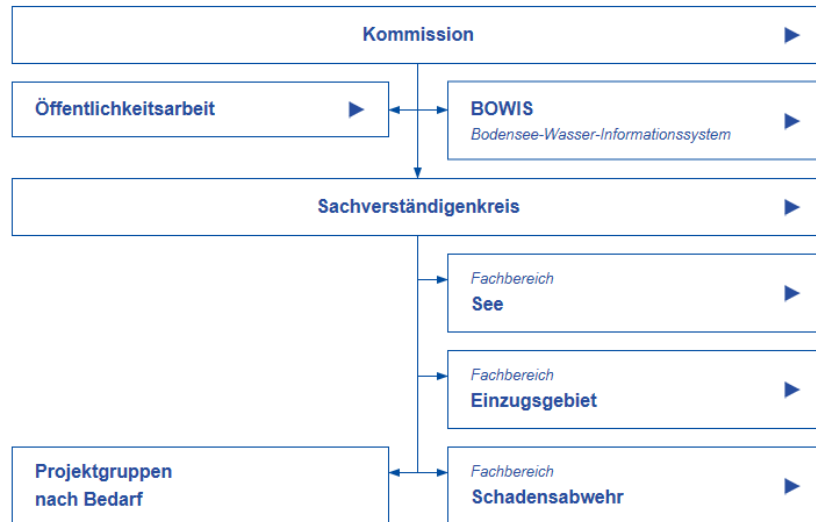 Kommission
Öffentlichkeitsarbeit
BOWIS
Bodensee-Wasser-Informationssystem
Sachverständigenkreis
Fachbereich
See
Fachbereich
Einzugsgebiet
Projektgruppen
nach Bedarf
Fachbereich
Schadensabwehr